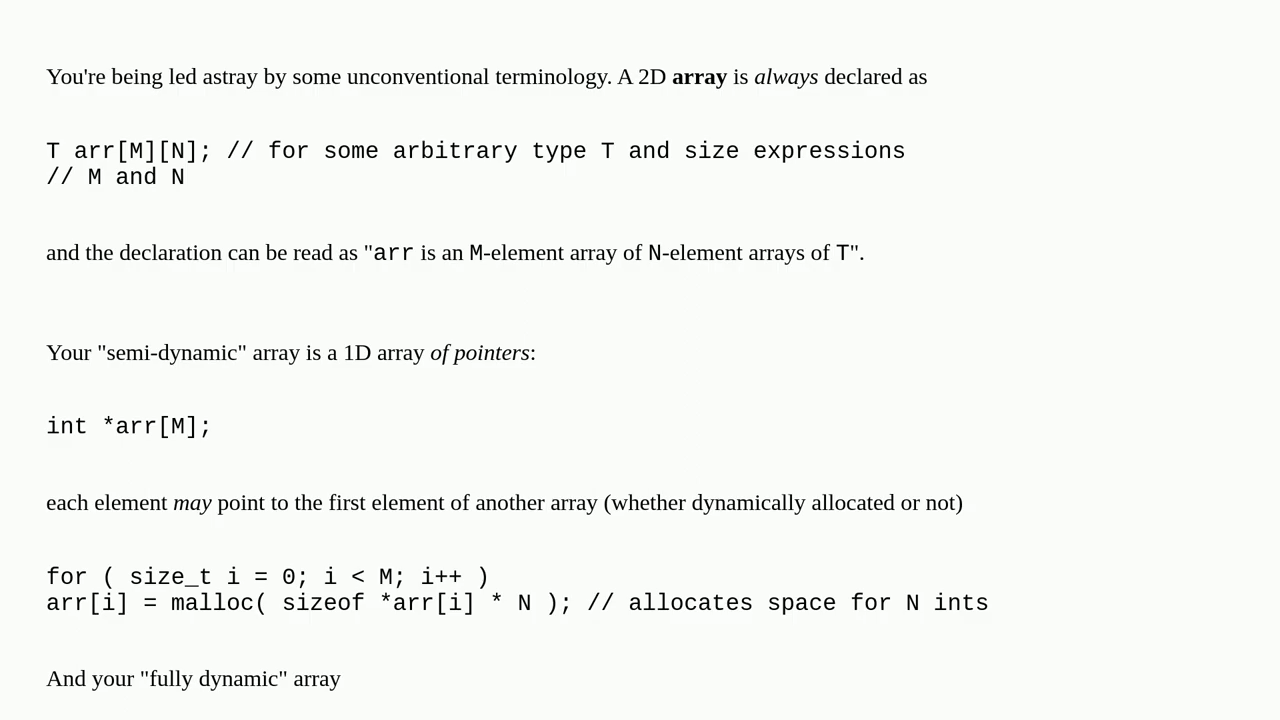 You're being led astray by some unconventional terminology. A 2D array is always declared as
T arr[M][N]; // for some arbitrary type T and size expressions
// M and N
and the declaration can be read as "arr is an M-element array of N-element arrays of T".
Your "semi-dynamic" array is a 1D array of pointers:
int *arr[M];
each element may point to the first element of another array (whether dynamically allocated or not)
for ( size_t i = 0; i < M; i++ )
arr[i] = malloc( sizeof *arr[i] * N ); // allocates space for N ints
And your "fully dynamic" array